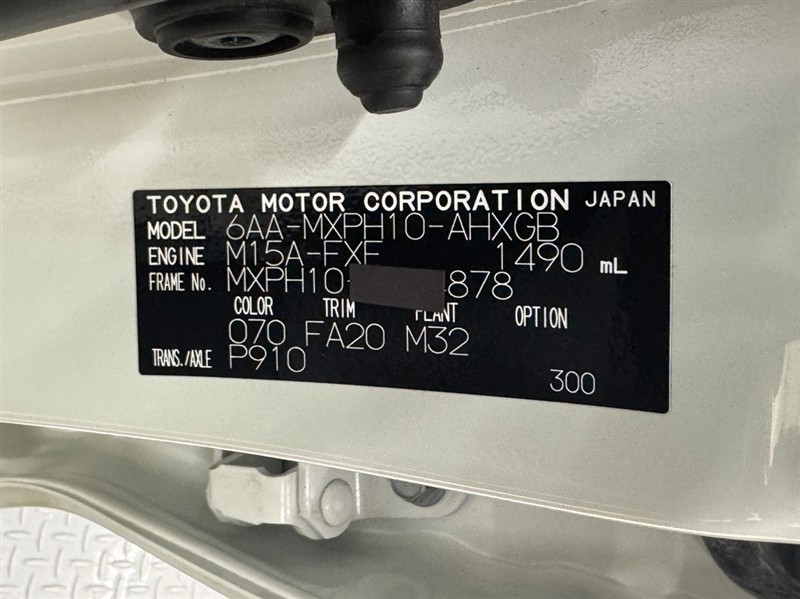 TOYOTA MOTOR CORPORATION JAPAN
MODEL 6AA-MXPH10-AHXGB
ENGINE M15A-FXE 1490 mL
FRAME No. MXPH10- 878
COLOR TRIM PLANT OPTION
070 FA20 M32
TRANS./AXLE P910
300